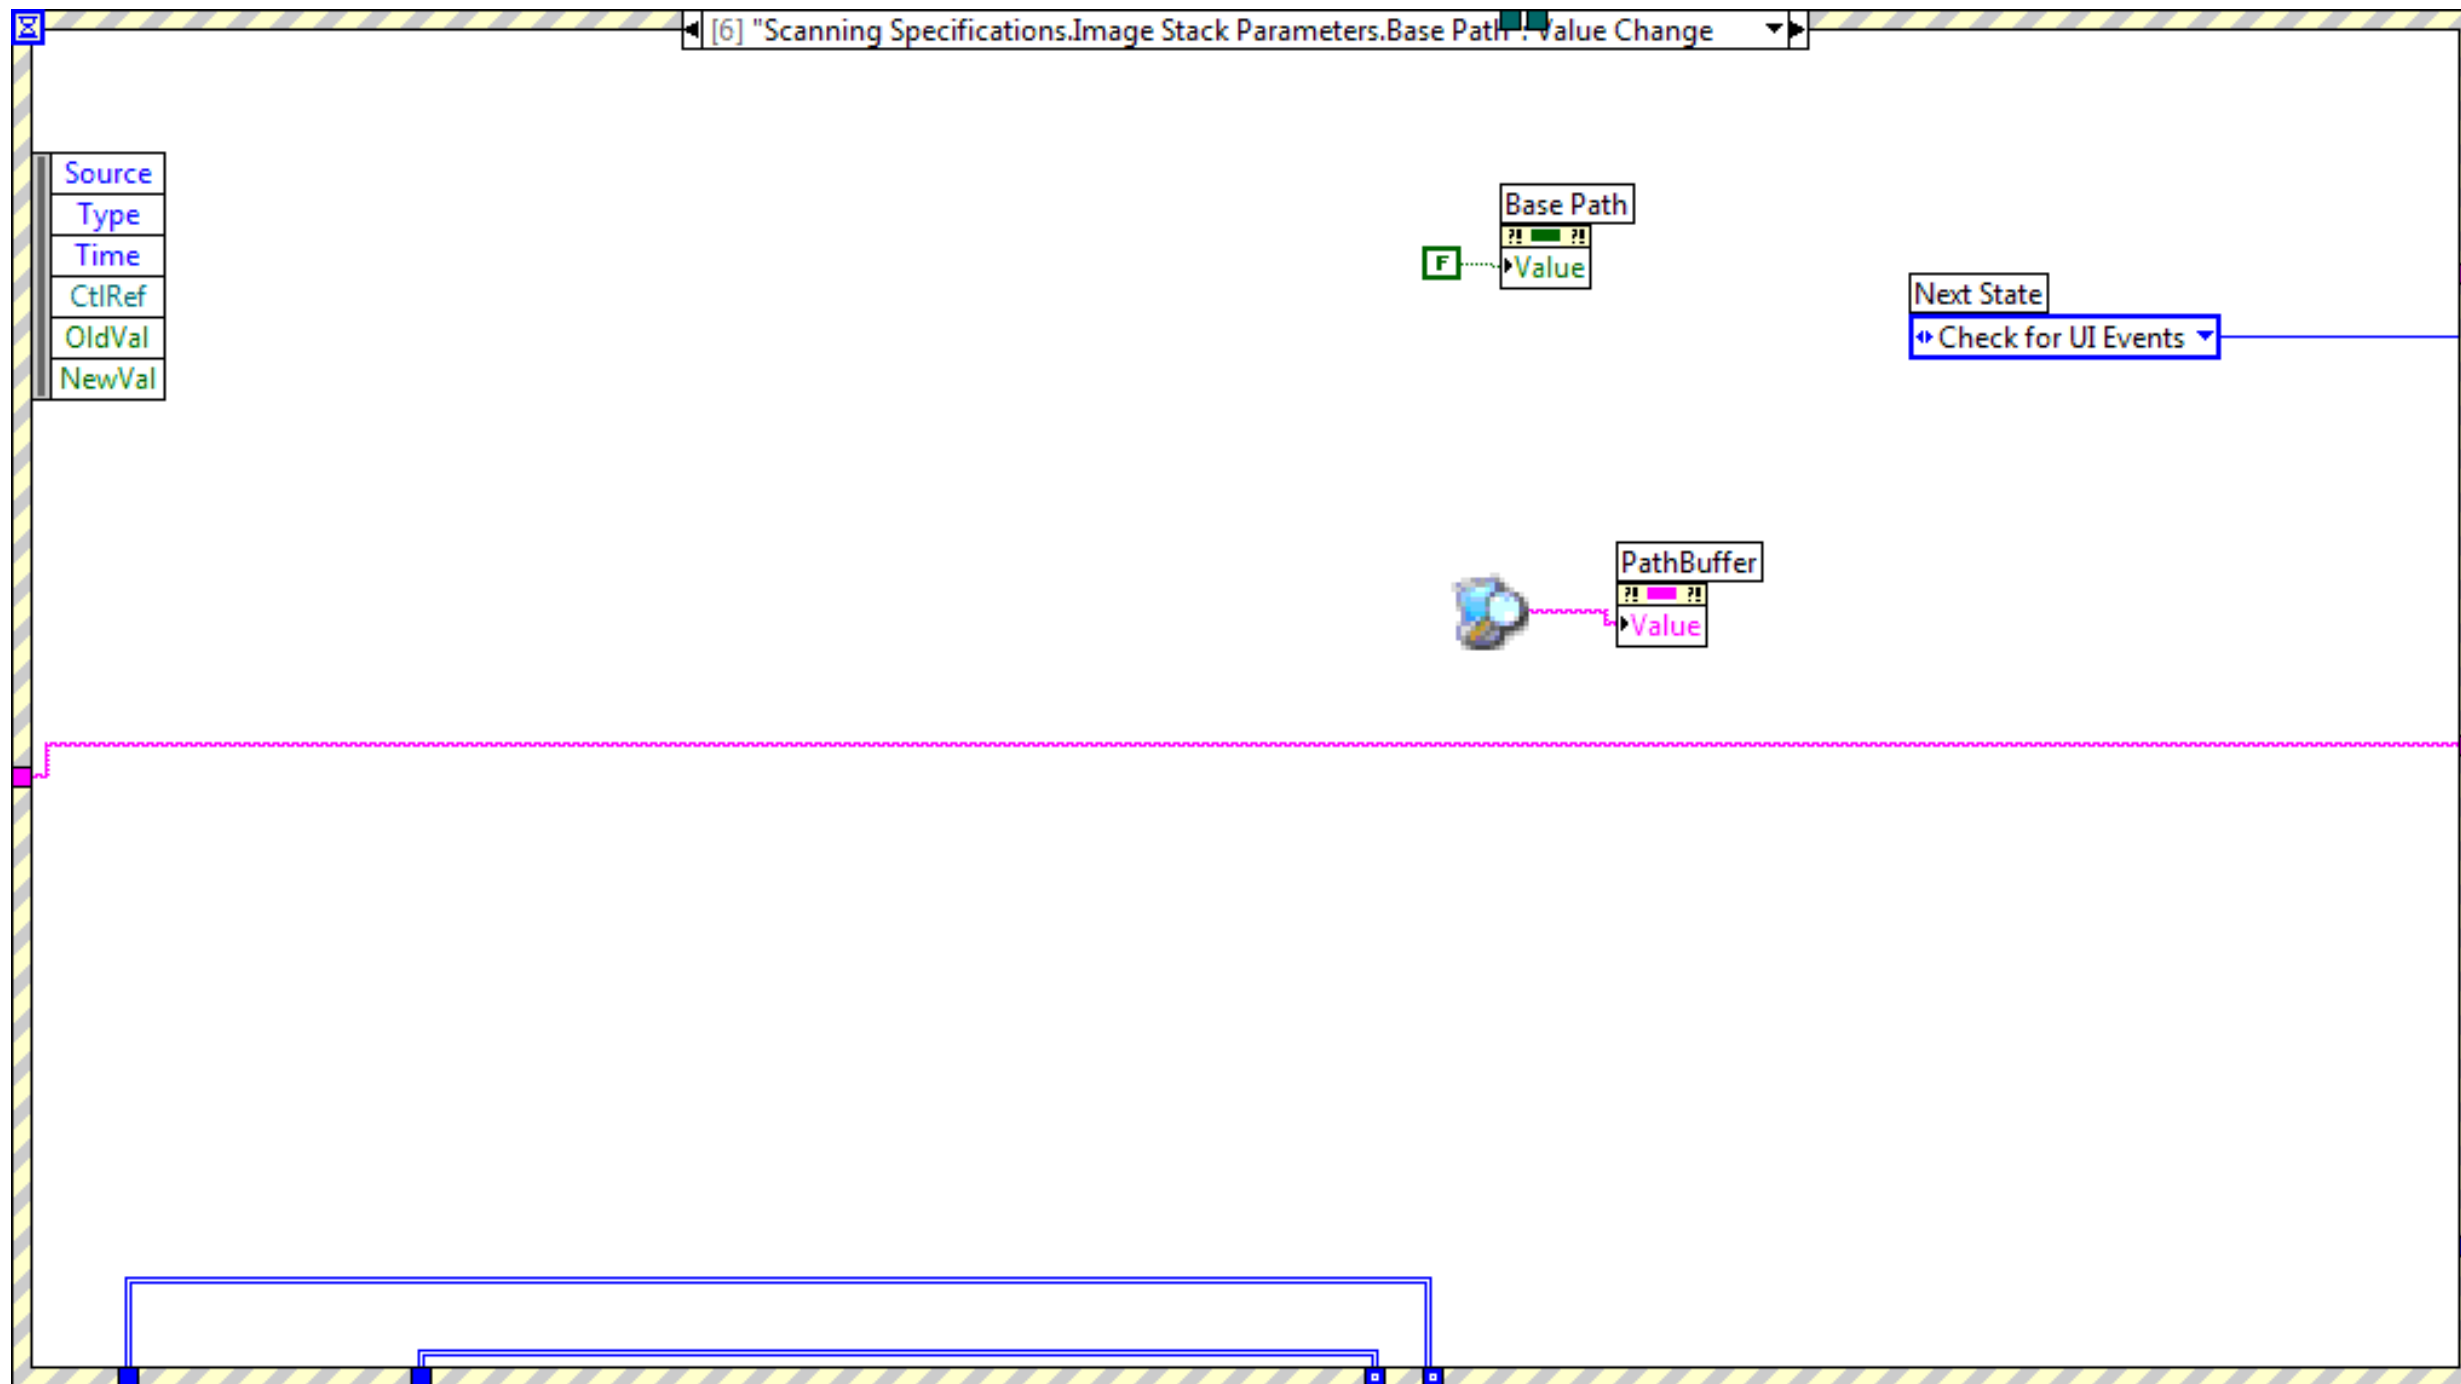 [6] "Scanning Specifications.Image Stack Parameters.Base Path": Value Change
Source
Type
Time
CtlRef
OldVal
NewVal
Base Path
?! ?!
F
Value
Next State
Check for UI Events
PathBuffer
?! ?!
Value